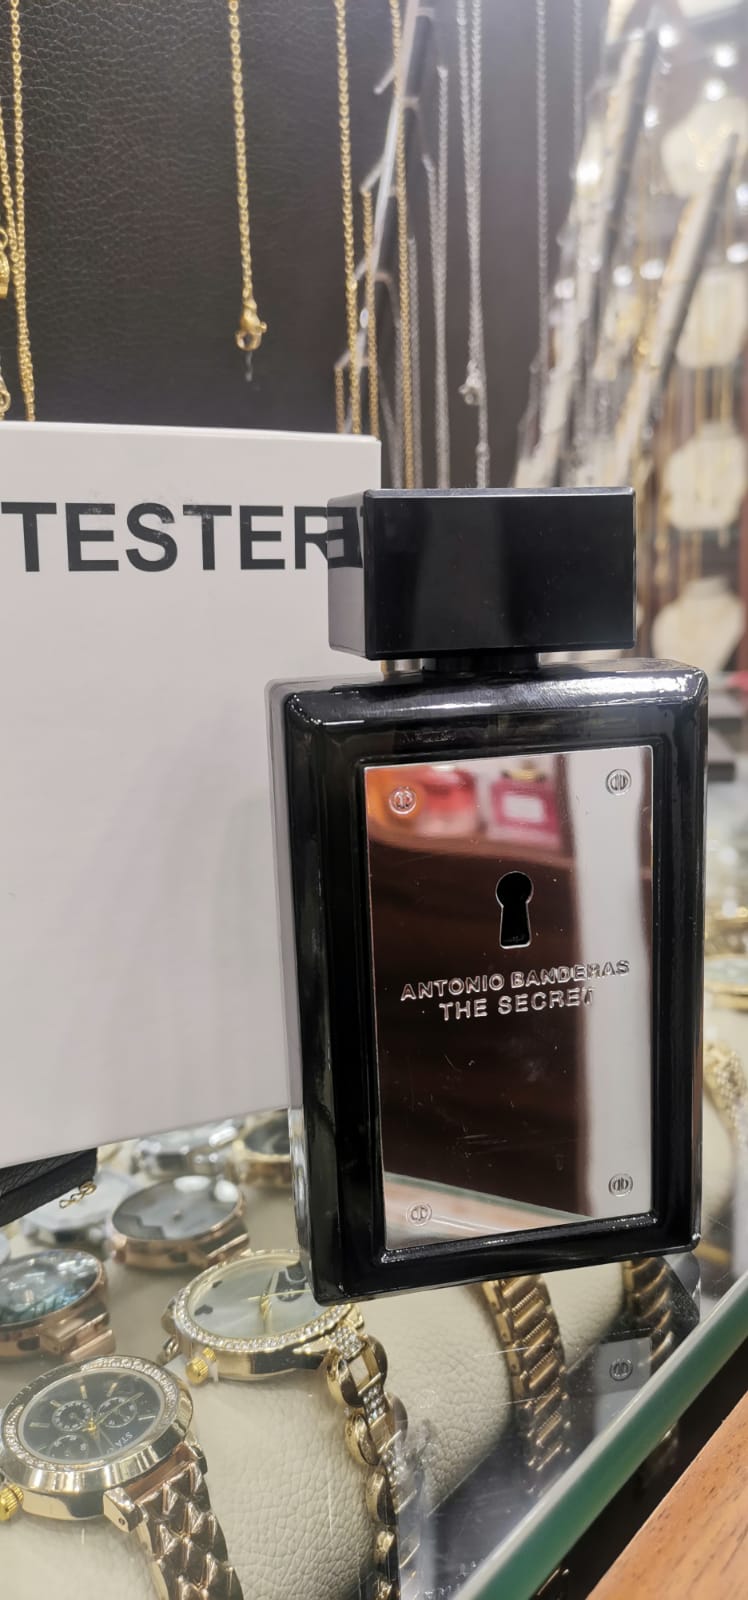 TESTER
ANTONIO BANDERAS
THE SECRET